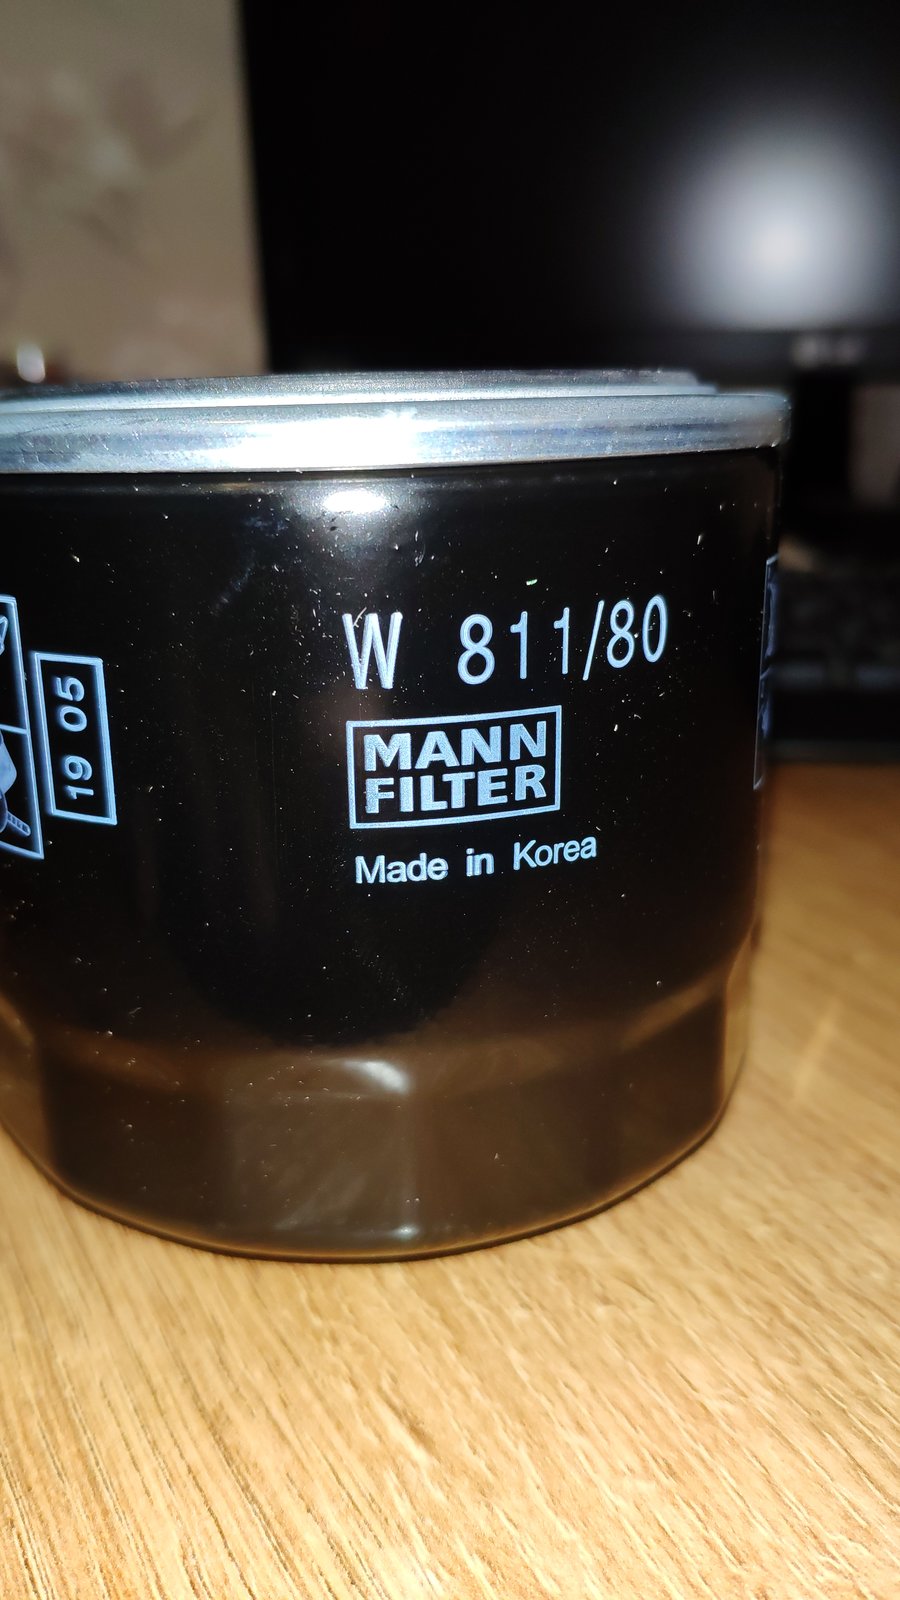 W 811/80
MANN
FILTER
Made in Korea
19 05